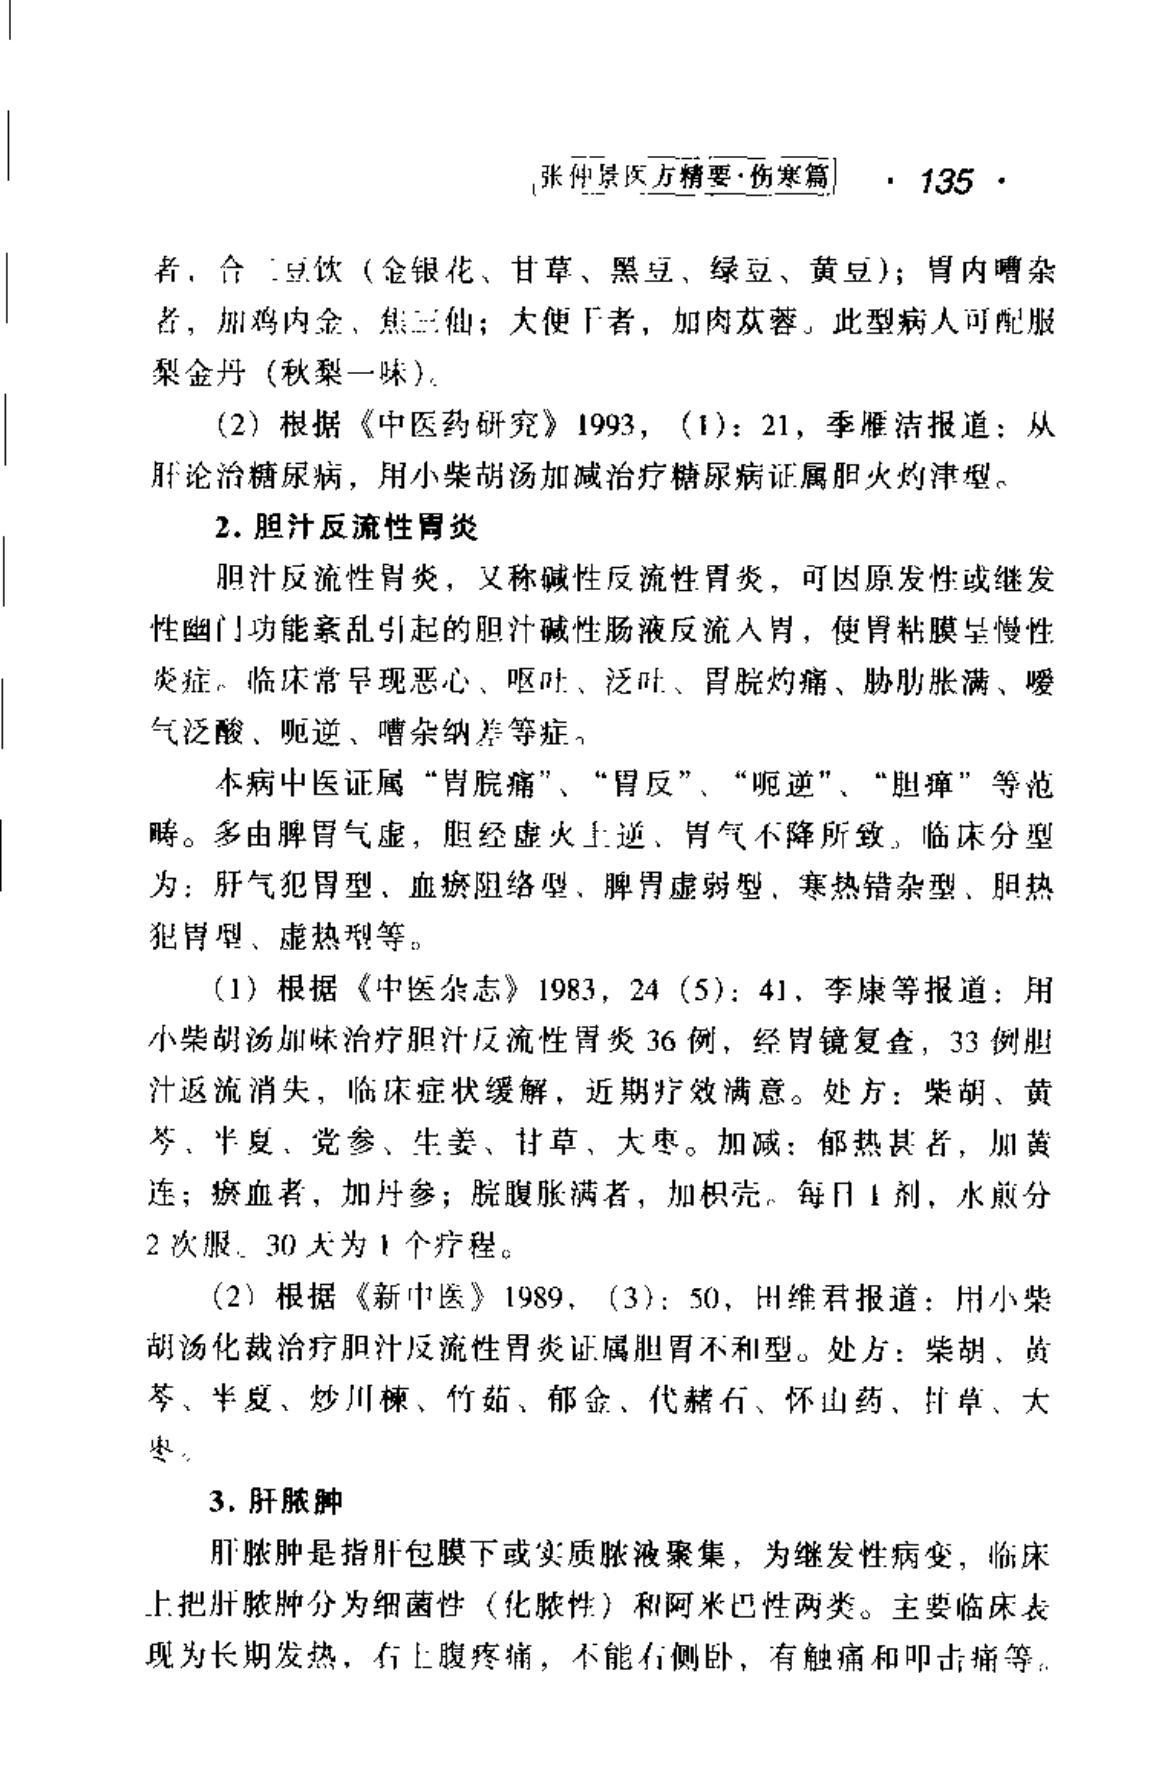 张仲景医方精要·伤寒篇 · 135 ·
者，合三豆饮（金银花、甘草、黑豆、绿豆、黄豆）；胃内嘈杂
者，加鸡内金、焦三仙；大便干者，加肉苁蓉。此型病人可配服
梨金丹（秋梨一味）。
（2）根据《中医药研究》1993，（1）：21，季雁洁报道：从
肝论治糖尿病，用小柴胡汤加减治疗糖尿病证属胆火灼津型。
2. 胆汁反流性胃炎
胆汁反流性胃炎，又称碱性反流性胃炎，可因原发性或继发
性幽门功能紊乱引起的胆汁碱性肠液反流入胃，使胃粘膜呈慢性
炎症。临床常呈现恶心、呕吐、泛吐、胃脘灼痛、胁肋胀满、嗳
气泛酸、呃逆、嘈杂纳差等症。
本病中医证属“胃脘痛”、“胃反”、“呃逆”、“胆瘅”等范
畴。多由脾胃气虚，胆经虚火上逆、胃气不降所致。临床分型
为：肝气犯胃型、血瘀阻络型、脾胃虚弱型、寒热错杂型、胆热
犯胃型、虚热型等。
（1）根据《中医杂志》1983，24（5）：41，李康等报道：用
小柴胡汤加味治疗胆汁反流性胃炎 36 例，经胃镜复查，33 例胆
汁返流消失，临床症状缓解，近期疗效满意。处方：柴胡、黄
芩、半夏、党参、生姜、甘草、大枣。加减：郁热甚者，加黄
连；瘀血者，加丹参；脘腹胀满者，加枳壳。每日 1 剂，水煎分
2 次服。30 天为 1 个疗程。
（2）根据《新中医》1989，（3）：50，田维君报道：用小柴
胡汤化裁治疗胆汁反流性胃炎证属胆胃不和型。处方：柴胡、黄
芩、半夏、炒川楝、竹茹、郁金、代赭石、怀山药、甘草、大
枣。
3. 肝脓肿
肝脓肿是指肝包膜下或实质脓液聚集，为继发性病变，临床
上把肝脓肿分为细菌性（化脓性）和阿米巴性两类。主要临床表
现为长期发热，右上腹疼痛，不能右侧卧，有触痛和叩击痛等。